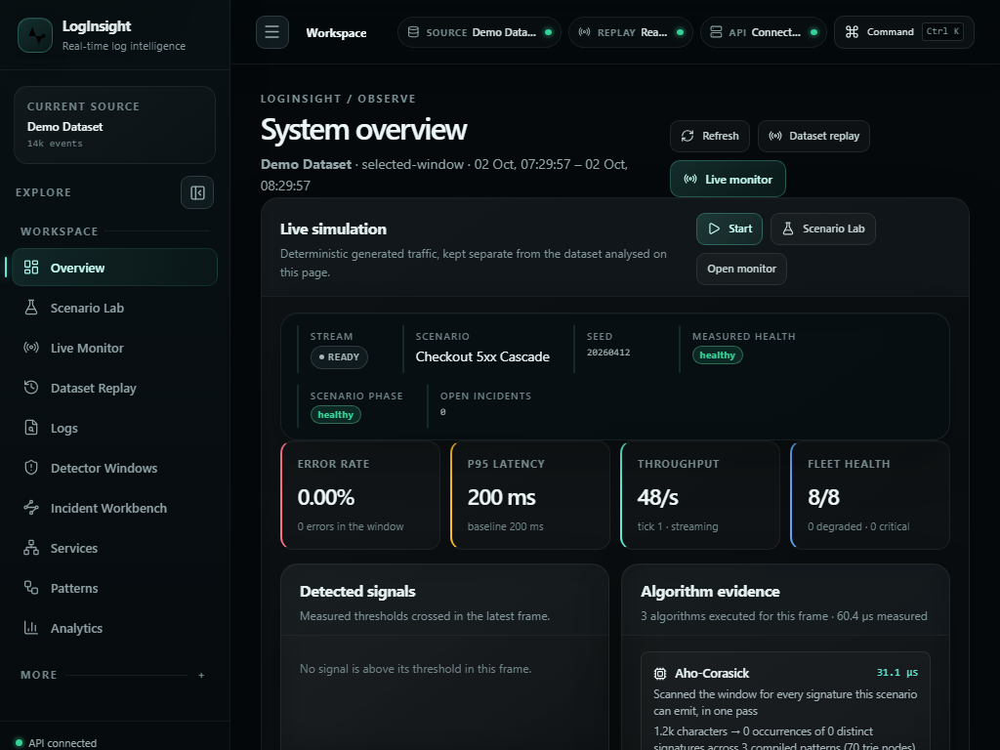 LogInsight
Real-time log intelligence
CURRENT SOURCE
Demo Dataset
14k events
EXPLORE
WORKSPACE
Overview
Scenario Lab
Live Monitor
Dataset Replay
Logs
Detector Windows
Incident Workbench
Services
Patterns
Analytics
MORE +
API connected
Workspace
SOURCE Demo Data...
REPLAY Rea...
API Connect...
Command Ctrl K
LOGINSIGHT / OBSERVE
System overview
Demo Dataset · selected-window · 02 Oct, 07:29:57 – 02 Oct,
08:29:57
Refresh
Dataset replay
Live monitor
Live simulation
Deterministic generated traffic, kept separate from the dataset analysed on
this page.
Start
Scenario Lab
Open monitor
STREAM
READY
SCENARIO
Checkout 5xx Cascade
SEED
20260412
MEASURED HEALTH
healthy
SCENARIO PHASE
healthy
OPEN INCIDENTS
0
ERROR RATE
0.00%
0 errors in the window
P95 LATENCY
200 ms
baseline 200 ms
THROUGHPUT
48/s
tick 1 · streaming
FLEET HEALTH
8/8
0 degraded · 0 critical
Detected signals
Measured thresholds crossed in the latest frame.
No signal is above its threshold in this frame.
Algorithm evidence
3 algorithms executed for this frame · 60.4 µs measured
Aho-Corasick 31.1 µs
Scanned the window for every signature this scenario
can emit, in one pass
1.2k characters → 0 occurrences of 0 distinct
signatures across 3 compiled patterns (70 trie nodes)